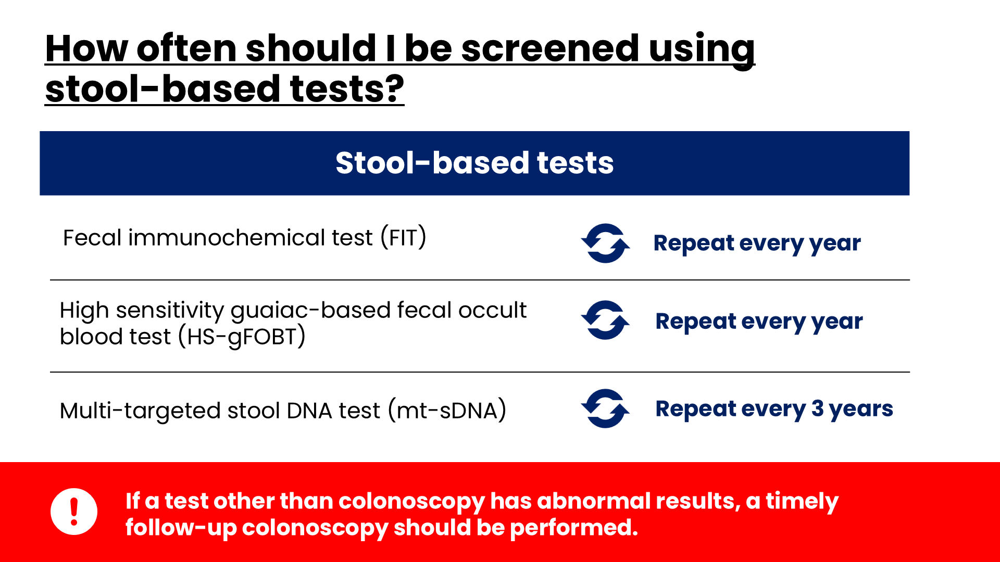 How often should I be screened using
stool-based tests?
Stool-based tests
Fecal immunochemical test (FIT)
Repeat every year
High sensitivity guaiac-based fecal occult
blood test (HS-gFOBT)
Repeat every year
Multi-targeted stool DNA test (mt-sDNA)
Repeat every 3 years
If a test other than colonoscopy has abnormal results, a timely
follow-up colonoscopy should be performed.